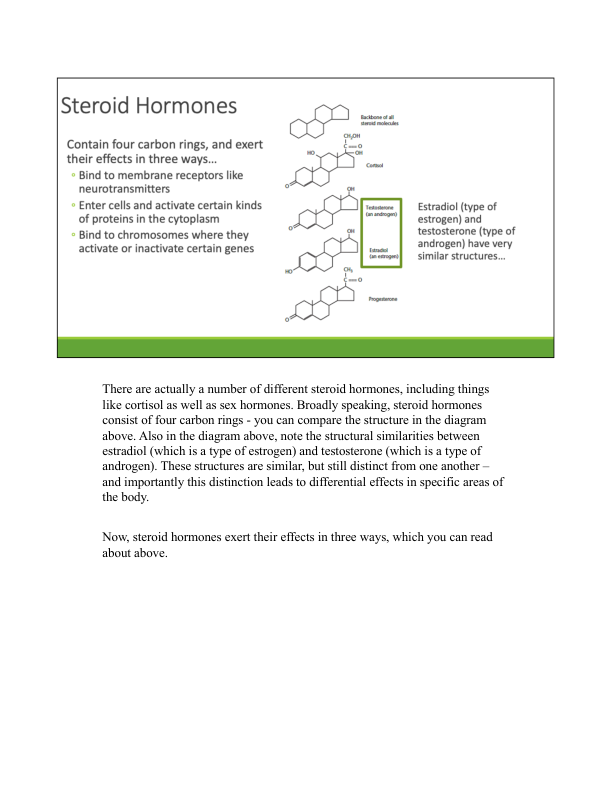 Steroid Hormones
Contain four carbon rings, and exert
their effects in three ways…
Bind to membrane receptors like
neurotransmitters
Enter cells and activate certain kinds
of proteins in the cytoplasm
Bind to chromosomes where they
activate or inactivate certain genes
Backbone of all
steroid molecules
CH₂OH
C═O
HO
OH
O
Cortisol
OH
O
Testosterone
(an androgen)
OH
HO
Estradiol
(an estrogen)
CH₃
C═O
O
Progesterone
Estradiol (type of
estrogen) and
testosterone (type of
androgen) have very
similar structures…
There are actually a number of different steroid hormones, including things
like cortisol as well as sex hormones. Broadly speaking, steroid hormones
consist of four carbon rings - you can compare the structure in the diagram
above. Also in the diagram above, note the structural similarities between
estradiol (which is a type of estrogen) and testosterone (which is a type of
androgen). These structures are similar, but still distinct from one another –
and importantly this distinction leads to differential effects in specific areas of
the body.
Now, steroid hormones exert their effects in three ways, which you can read
about above.